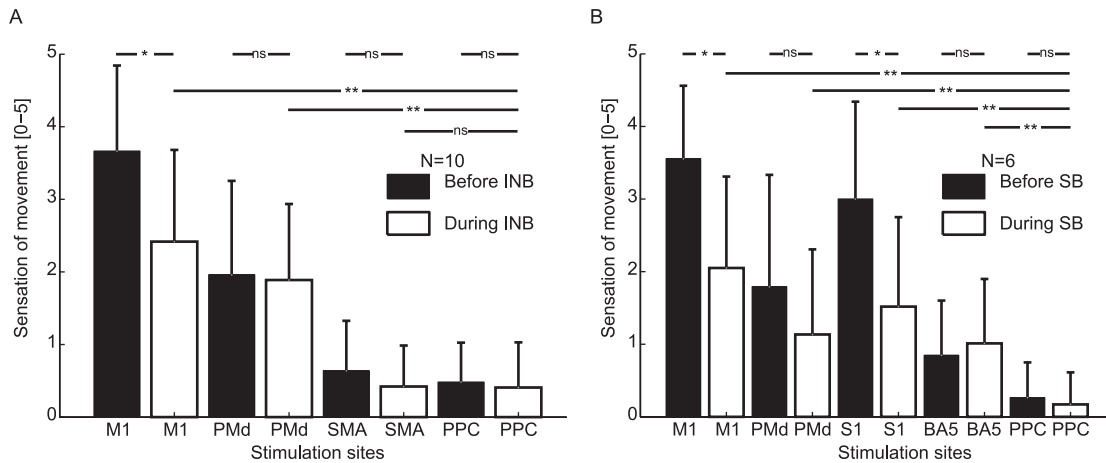 A
* ns ns ns
5
**
**
4
ns
N=10
Before INB
3
During INB
2
1
0
Sensation of movement [0–5]
M1 M1 PMd PMd SMA SMA PPC PPC
Stimulation sites
B
* ns * ns ns
5
**
**
**
4
**
N=6
Before SB
3
During SB
2
1
0
Sensation of movement [0–5]
M1 M1 PMd PMd S1 S1 BA5 BA5 PPC PPC
Stimulation sites